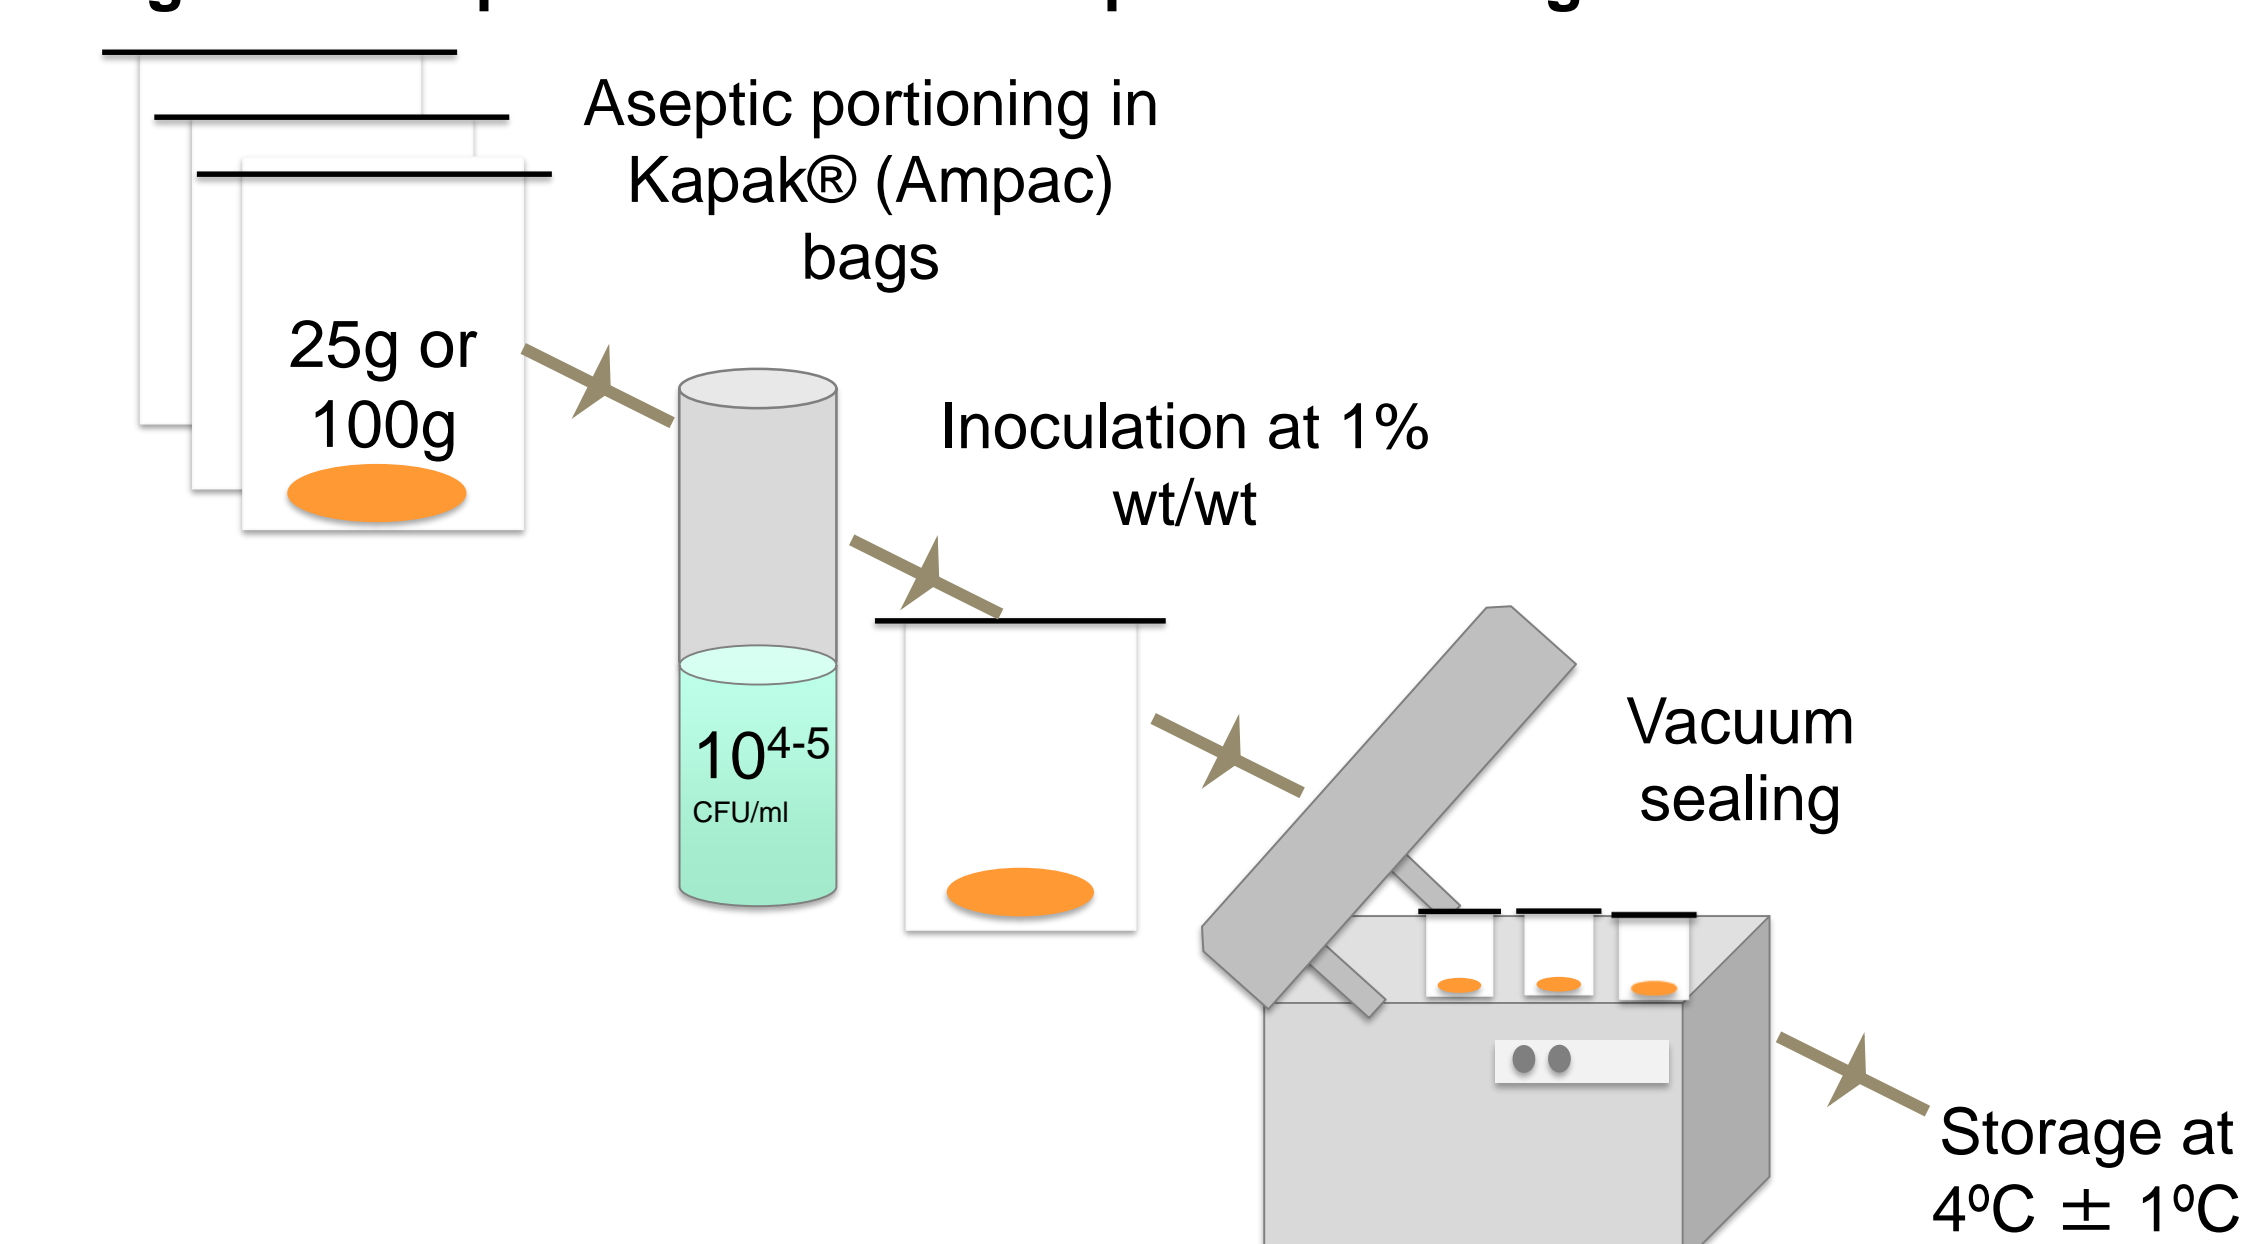 Aseptic portioning in
Kapak® (Ampac)
bags
25g or
100g
Inoculation at 1%
wt/wt
10⁴⁻⁵
CFU/ml
Vacuum
sealing
Storage at
4ºC ± 1ºC